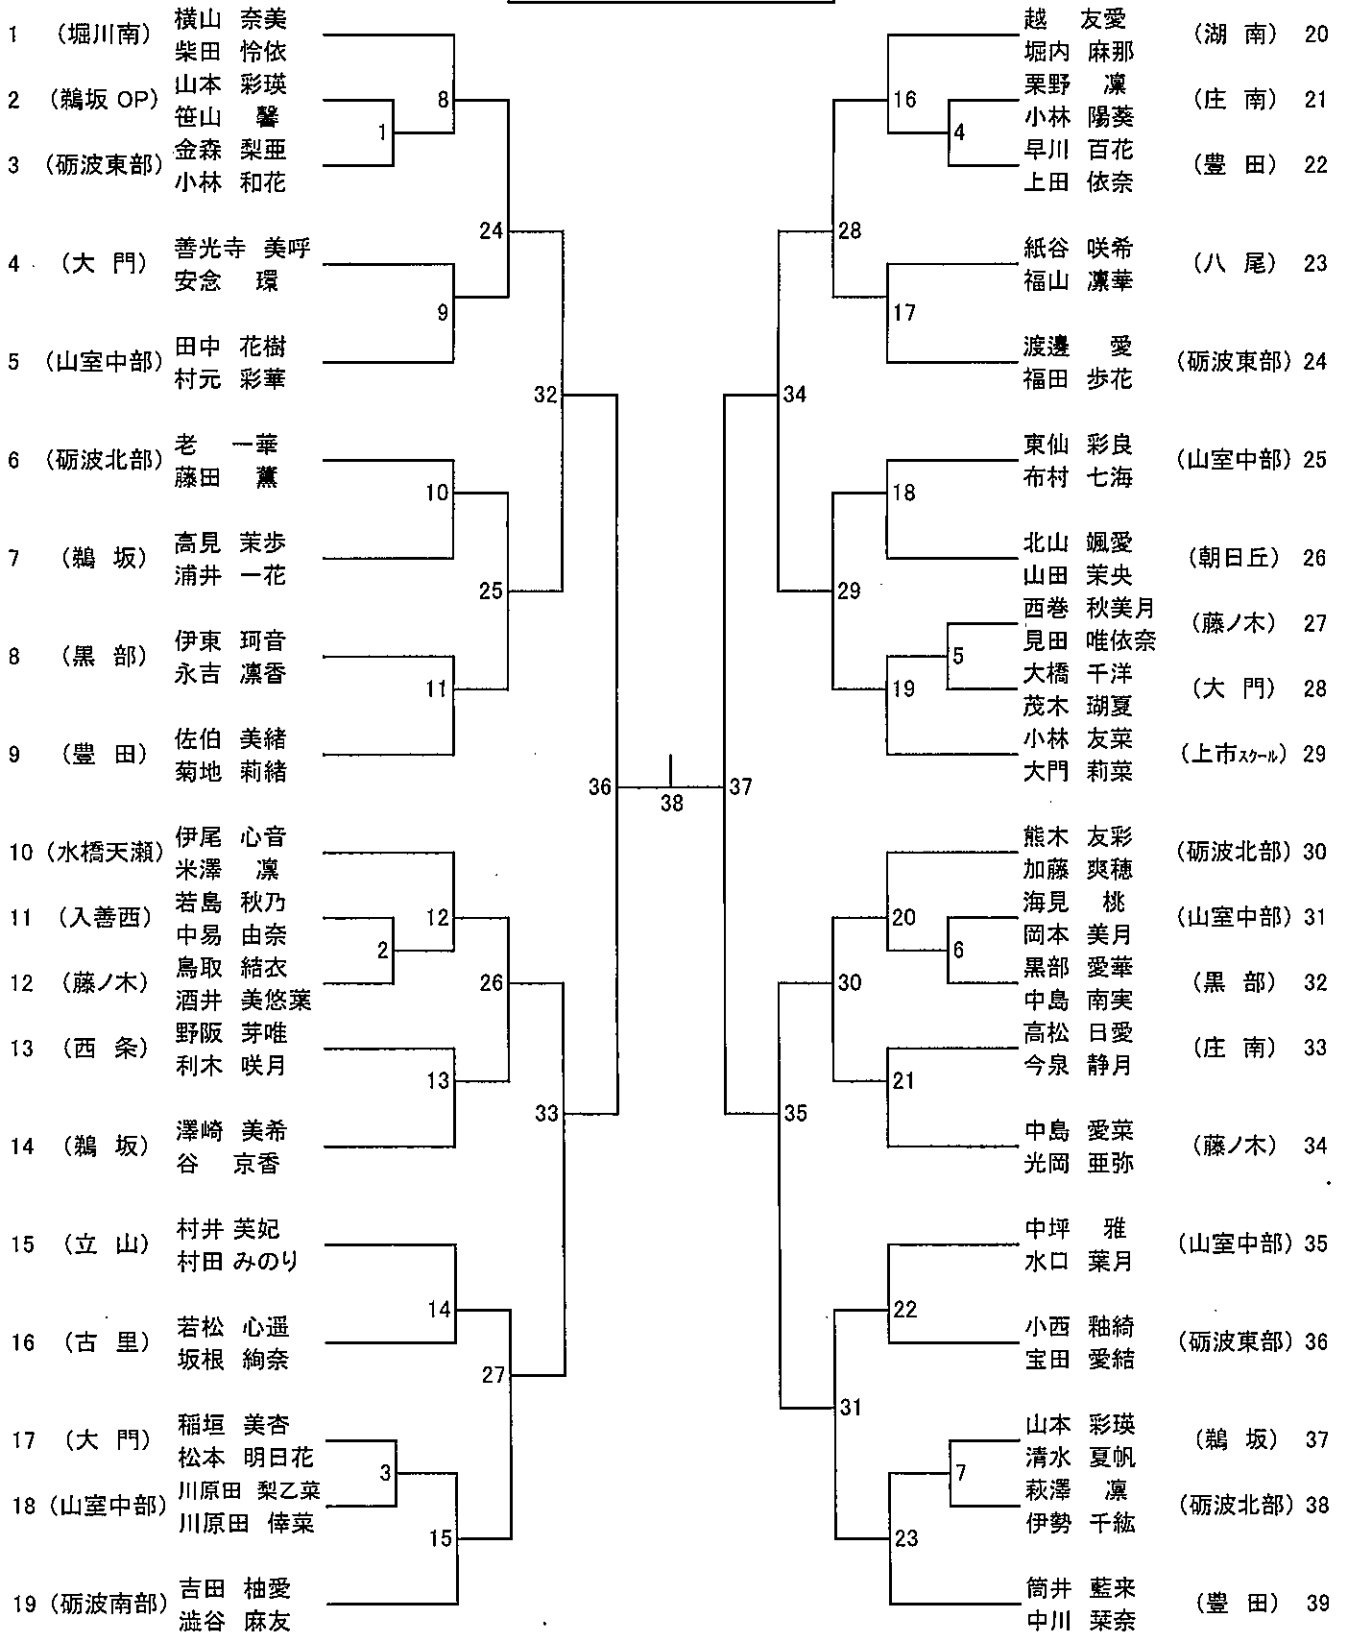 1 (堀川南) 横山 奈美
柴田 怜依
2 (鵜坂 OP) 山本 彩瑛
笹山 馨
3 (砺波東部) 金森 梨亜
小林 和花
4 (大 門) 善光寺 美呼
安念 環
5 (山室中部) 田中 花樹
村元 彩華
6 (砺波北部) 老 一華
藤田 薫
7 (鵜 坂) 高見 茉歩
浦井 一花
8 (黒 部) 伊東 珂音
永吉 凛香
9 (豊 田) 佐伯 美緒
菊地 莉緒
10 (水橋天瀬) 伊尾 心音
米澤 凛
11 (入善西) 若島 秋乃
中易 由奈
12 (藤ノ木) 鳥取 結衣
酒井 美悠葉
13 (西 条) 野阪 芽唯
利木 咲月
14 (鵜 坂) 澤崎 美希
谷 京香
15 (立 山) 村井 芙妃
村田 みのり
16 (古 里) 若松 心遥
坂根 絢奈
17 (大 門) 稲垣 美杏
松本 明日花
18 (山室中部) 川原田 梨乙菜
川原田 倖菜
19 (砺波南部) 吉田 柚愛
澁谷 麻友
1
2
3
8
9
10
11
12
13
14
15
24
25
26
27
32
33
36
38
37
34
35
28
29
30
31
16
17
18
19
20
21
22
23
4
5
6
7
越 友愛 (湖 南) 20
堀内 麻那
栗野 凛 (庄 南) 21
小林 陽葵
早川 百花 (豊 田) 22
上田 依奈
紙谷 咲希 (八 尾) 23
福山 凛華
渡邊 愛 (砺波東部) 24
福田 歩花
東仙 彩良 (山室中部) 25
布村 七海
北山 颯愛 (朝日丘) 26
山田 茉央
西巻 秋美月 (藤ノ木) 27
見田 唯依奈
大橋 千洋 (大 門) 28
茂木 瑚夏
小林 友菜 (上市スクール) 29
大門 莉菜
熊木 友彩 (砺波北部) 30
加藤 爽穂
海見 桃 (山室中部) 31
岡本 美月
黒部 愛華 (黒 部) 32
中島 南実
高松 日愛 (庄 南) 33
今泉 静月
中島 愛菜 (藤ノ木) 34
光岡 亜弥
中坪 雅 (山室中部) 35
水口 葉月
小西 釉綺 (砺波東部) 36
宝田 愛結
山本 彩瑛 (鵜 坂) 37
清水 夏帆
萩澤 凛 (砺波北部) 38
伊勢 千紘
筒井 藍来 (豊 田) 39
中川 栞奈